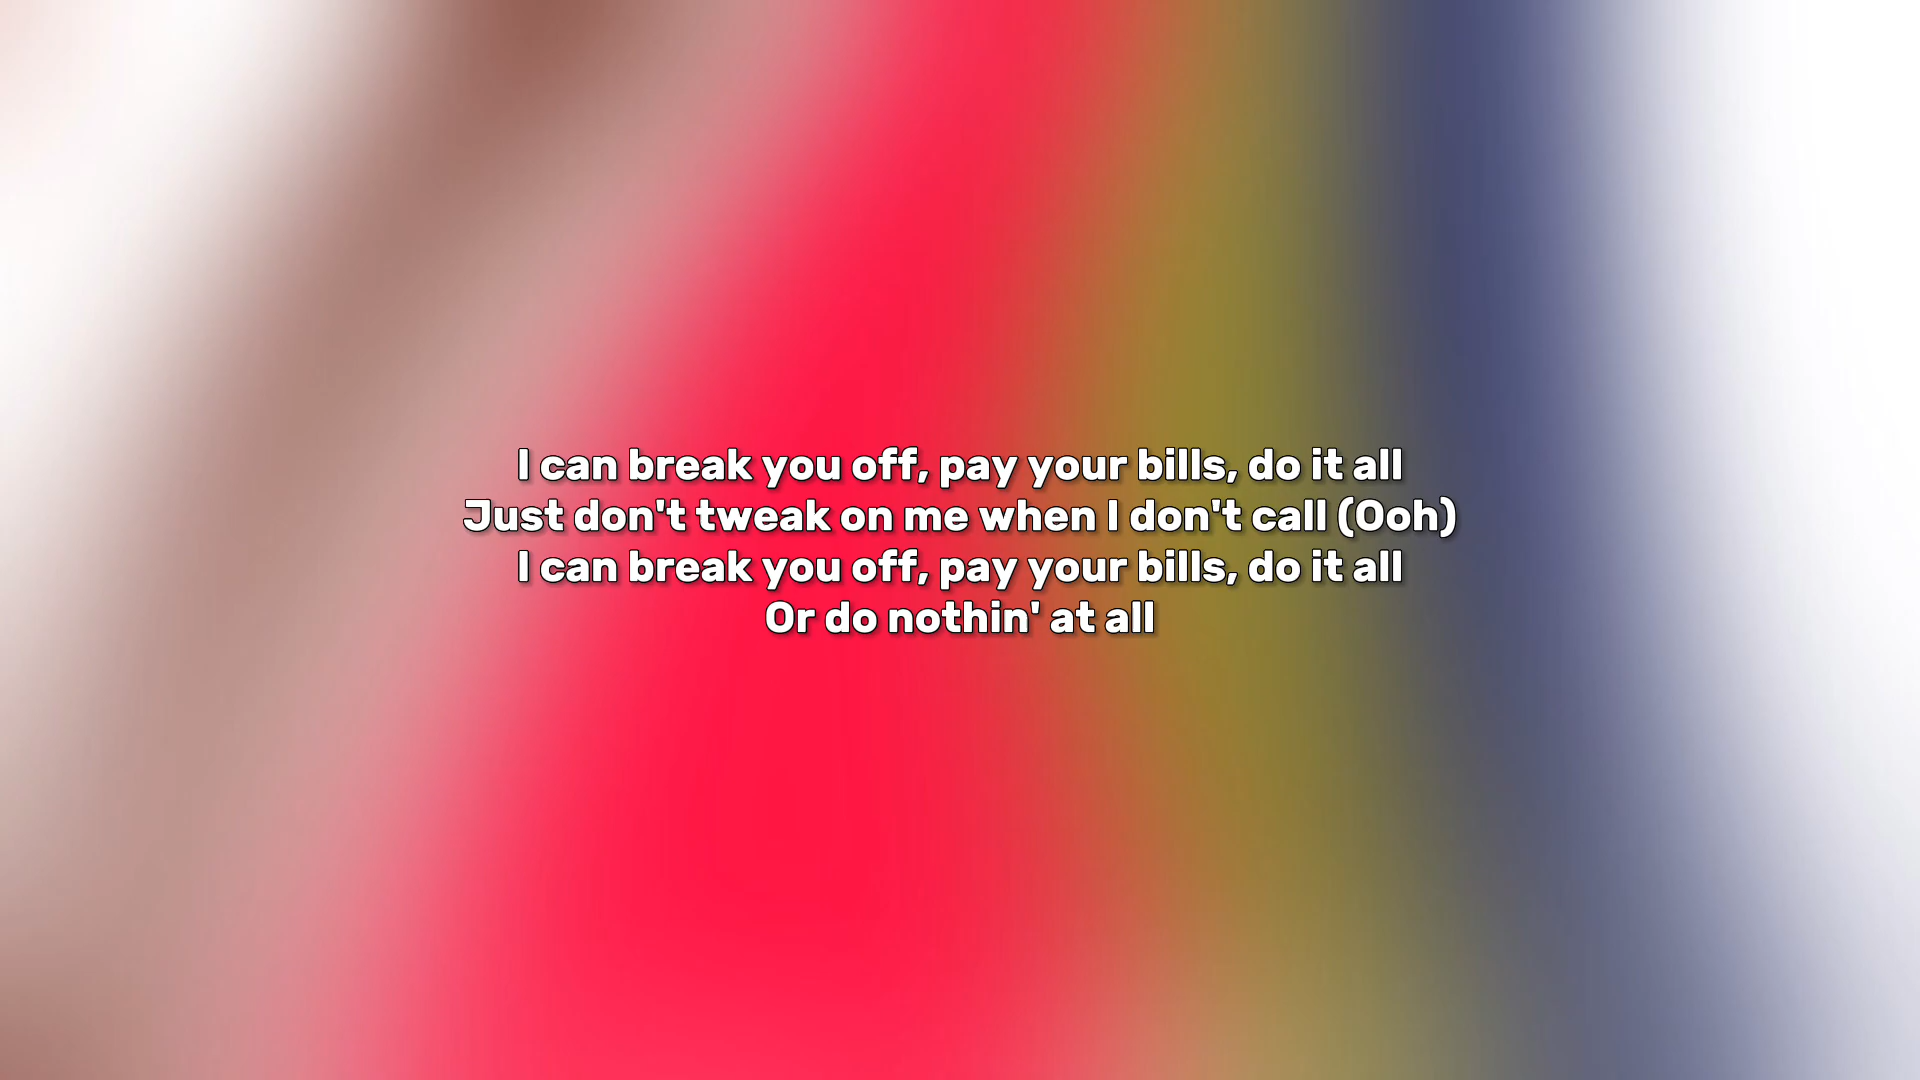 I can break you off, pay your bills, do it all
Just don't tweak on me when I don't call (Ooh)
I can break you off, pay your bills, do it all
Or do nothin' at all